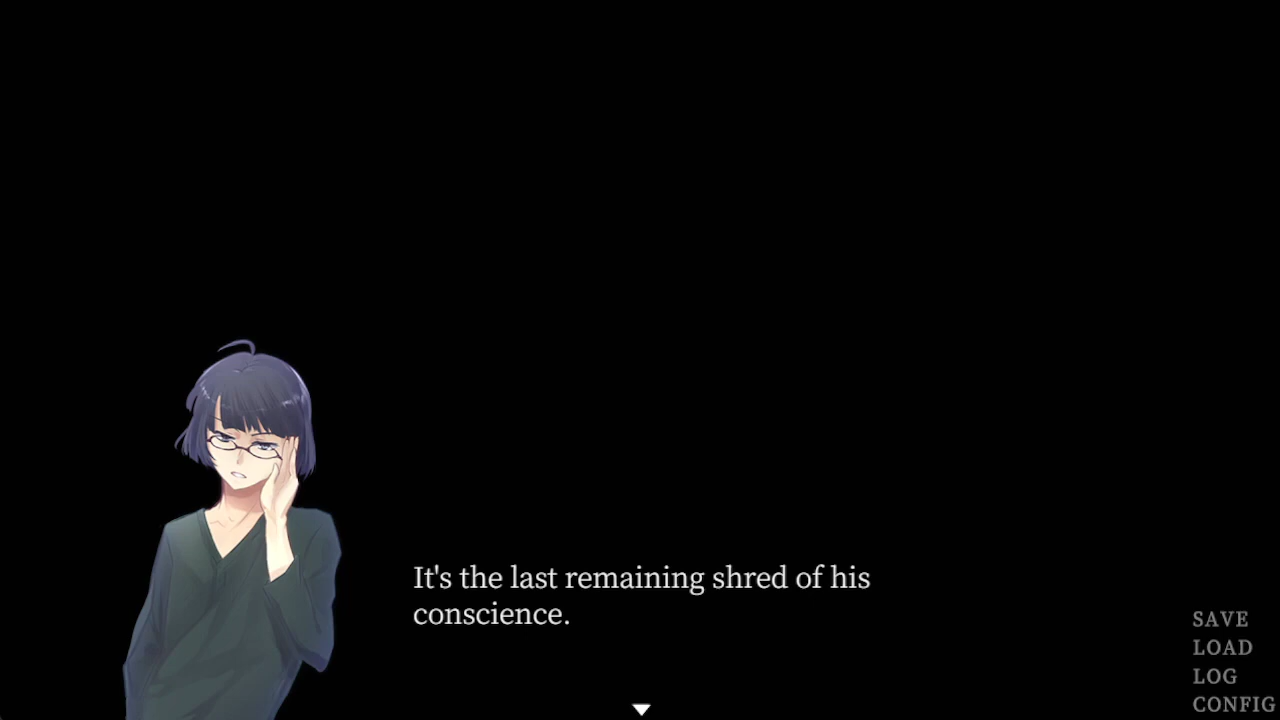 It's the last remaining shred of his
conscience.
SAVE
LOAD
LOG
CONFIG